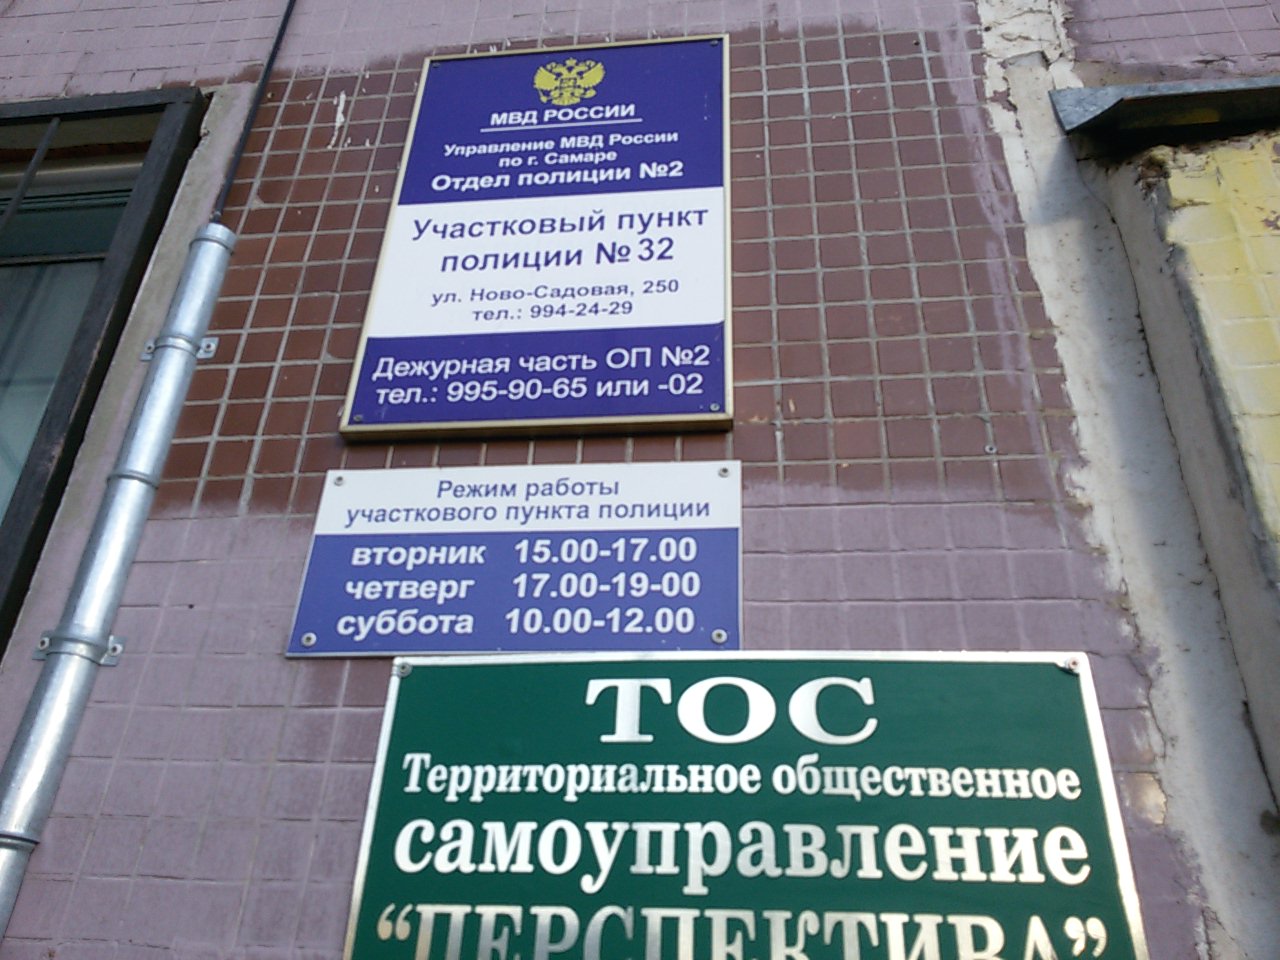 МВД РОССИИ
Управление МВД России
по г. Самаре
Отдел полиции №2
Участковый пункт
полиции № 32
ул. Ново-Садовая, 250
тел.: 994-24-29
Дежурная часть ОП №2
тел.: 995-90-65 или -02
Режим работы
участкового пункта полиции
вторник 15.00-17.00
четверг 17.00-19-00
суббота 10.00-12.00
ТОС
Территориальное общественное
самоуправление
“ПЕРСПЕКТИВА”